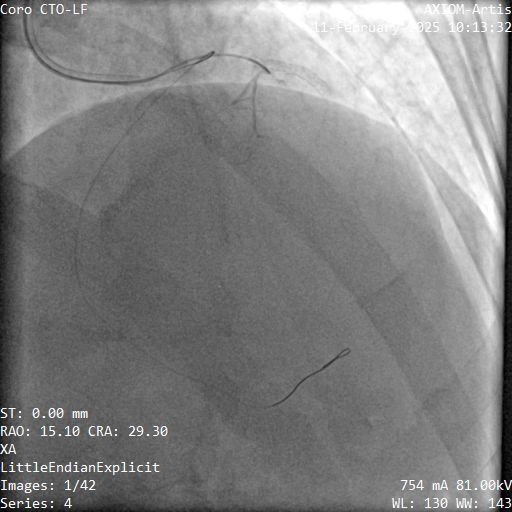 Coro CTO-LF
AXIOM-Artis
11-February-2025 10:13:32
ST: 0.00 mm
RAO: 15.10 CRA: 29.30
XA
LittleEndianExplicit
Images: 1/42
Series: 4
754 mA 81.00kV
WL: 130 WW: 143